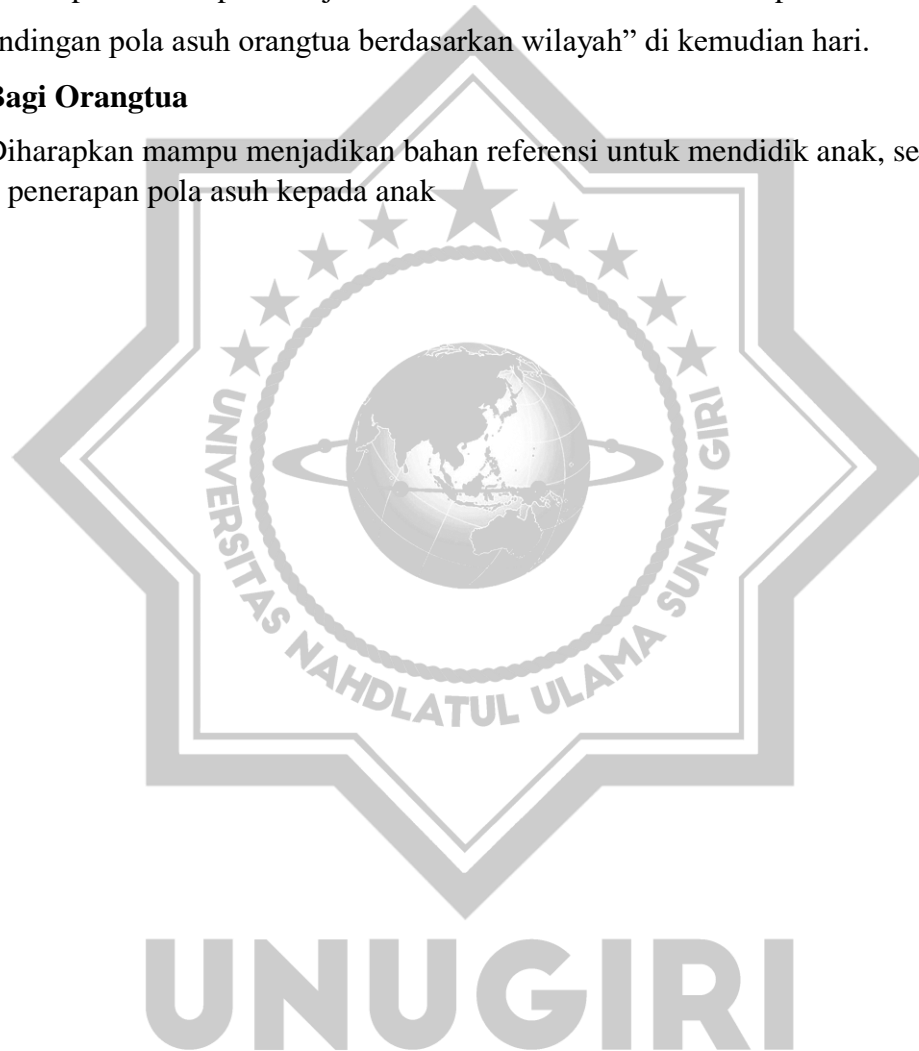 ndingan pola asuh orangtua berdasarkan wilayah” di kemudian hari.
Bagi Orangtua
Diharapkan mampu menjadikan bahan referensi untuk mendidik anak, se
penerapan pola asuh kepada anak
UNIVERSITAS NAHDLATUL ULAMA SUNAN GIRI
UNUGIRI